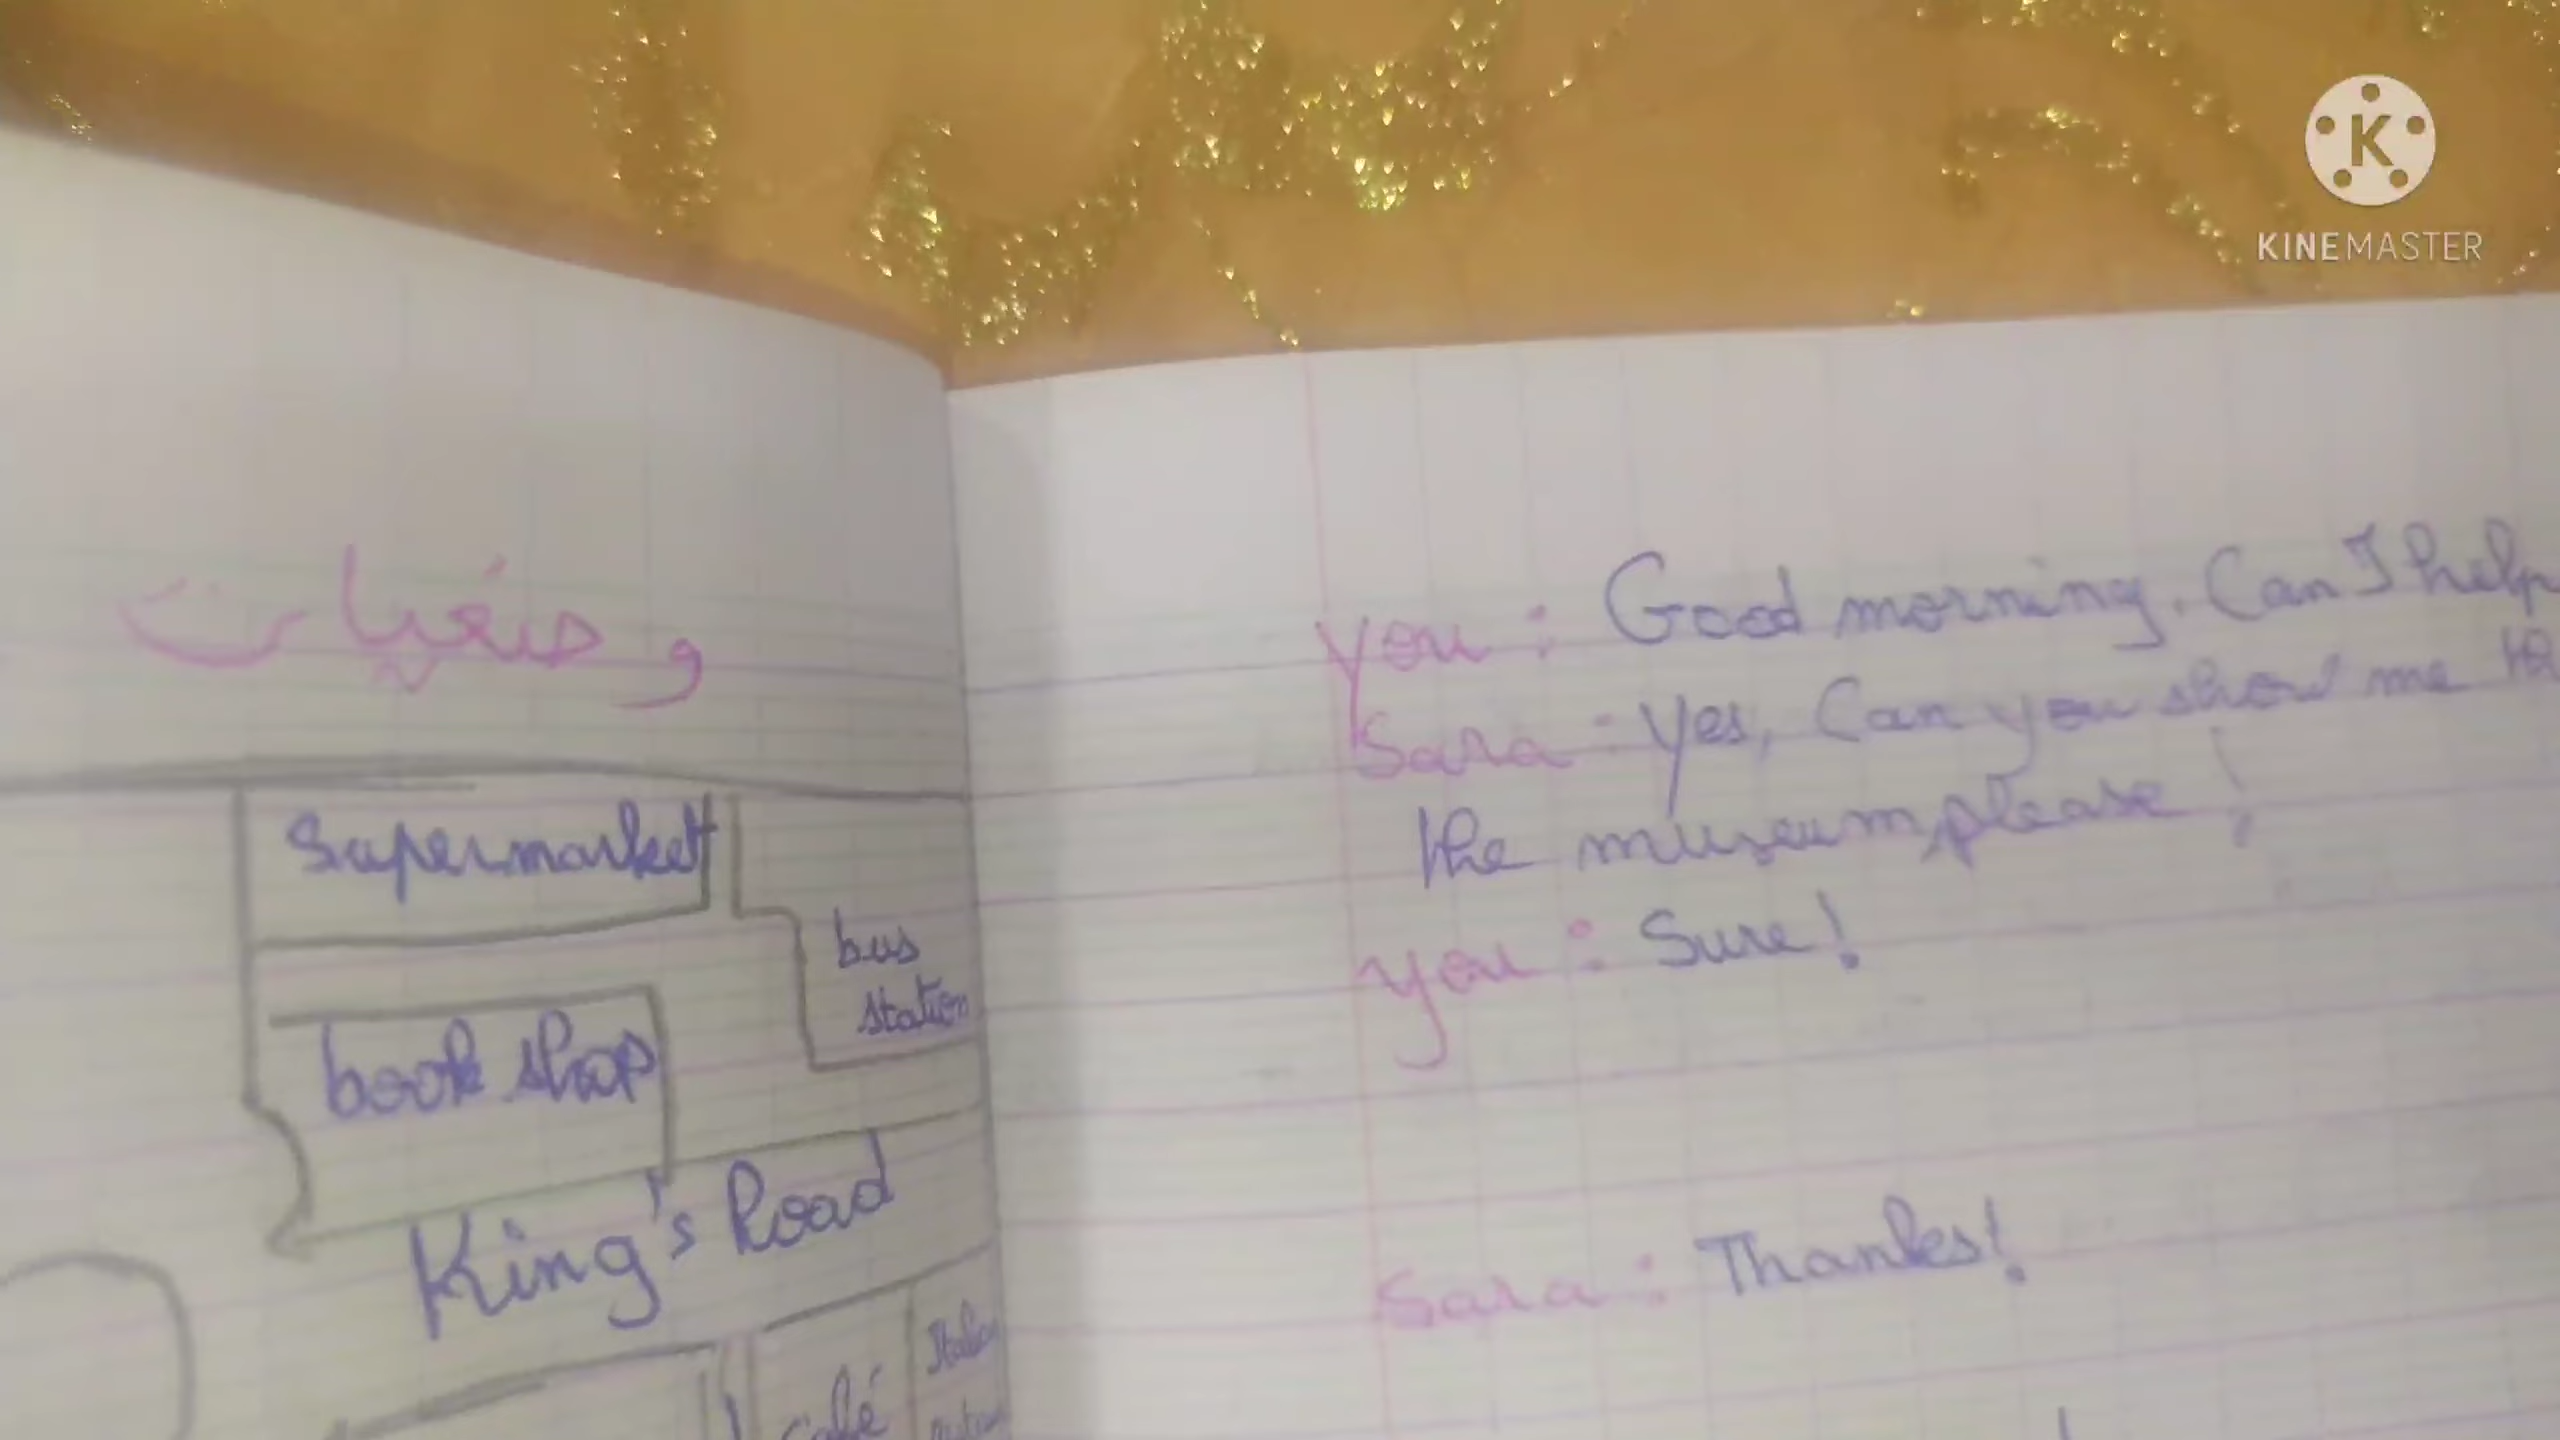 وضعيات
Supermarket
bus
station
book shop
King's Road
Café
you: Good morning. Can I help
Sara: Yes, Can you show me
the museum, please!
you: Sure!
Sara: Thanks!
KINEMASTER